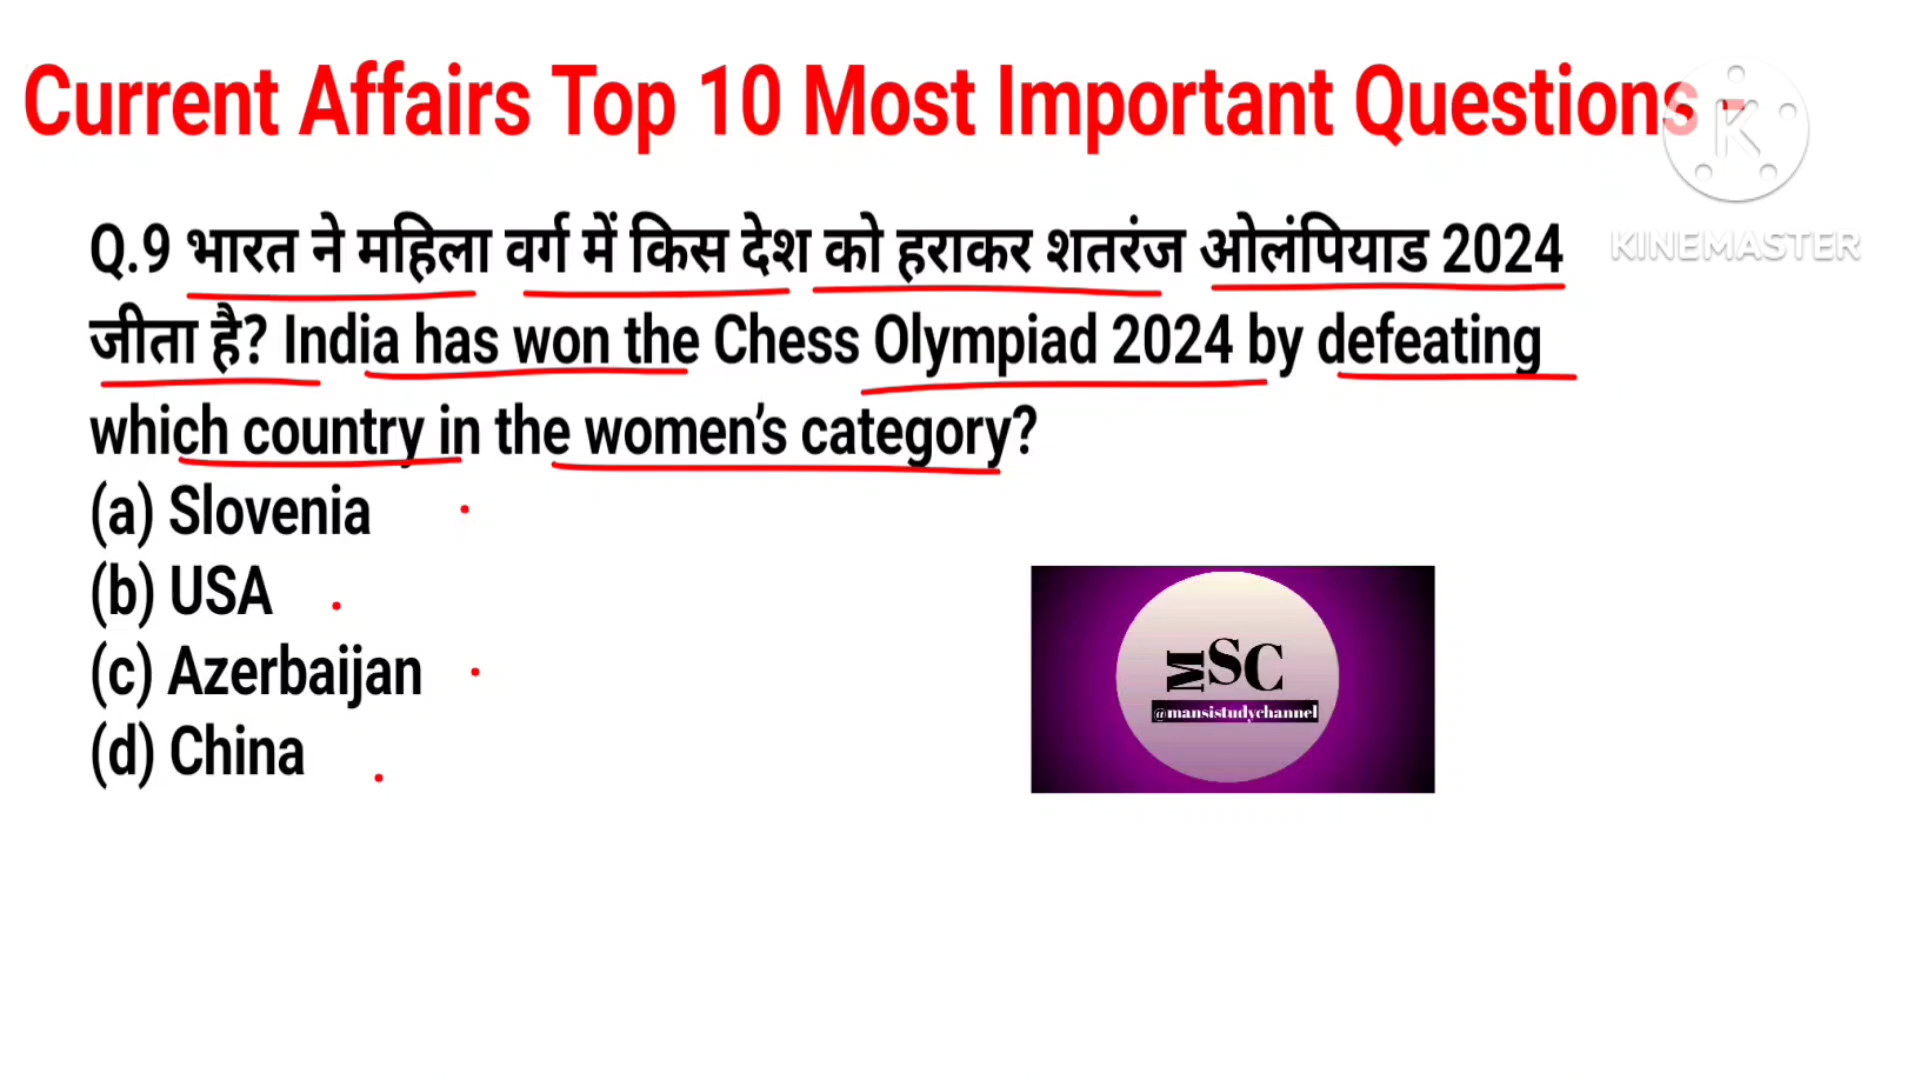 Current Affairs Top 10 Most Important Questions -
KINEMASTER
Q.9 भारत ने महिला वर्ग में किस देश को हराकर शतरंज ओलंपियाड 2024
जीता है? India has won the Chess Olympiad 2024 by defeating
which country in the women’s category?
(a) Slovenia
(b) USA
(c) Azerbaijan
(d) China
MSC
@mansistudychannel